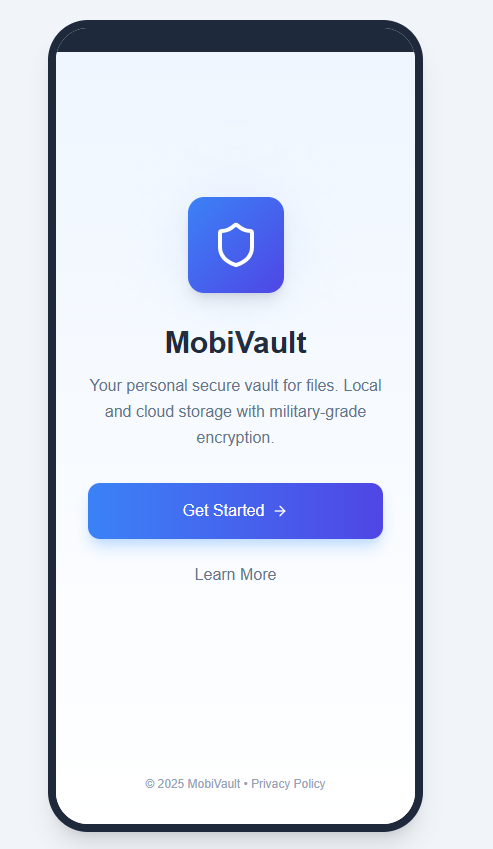 MobiVault
Your personal secure vault for files. Local
and cloud storage with military-grade
encryption.
Get Started →
Learn More
© 2025 MobiVault • Privacy Policy